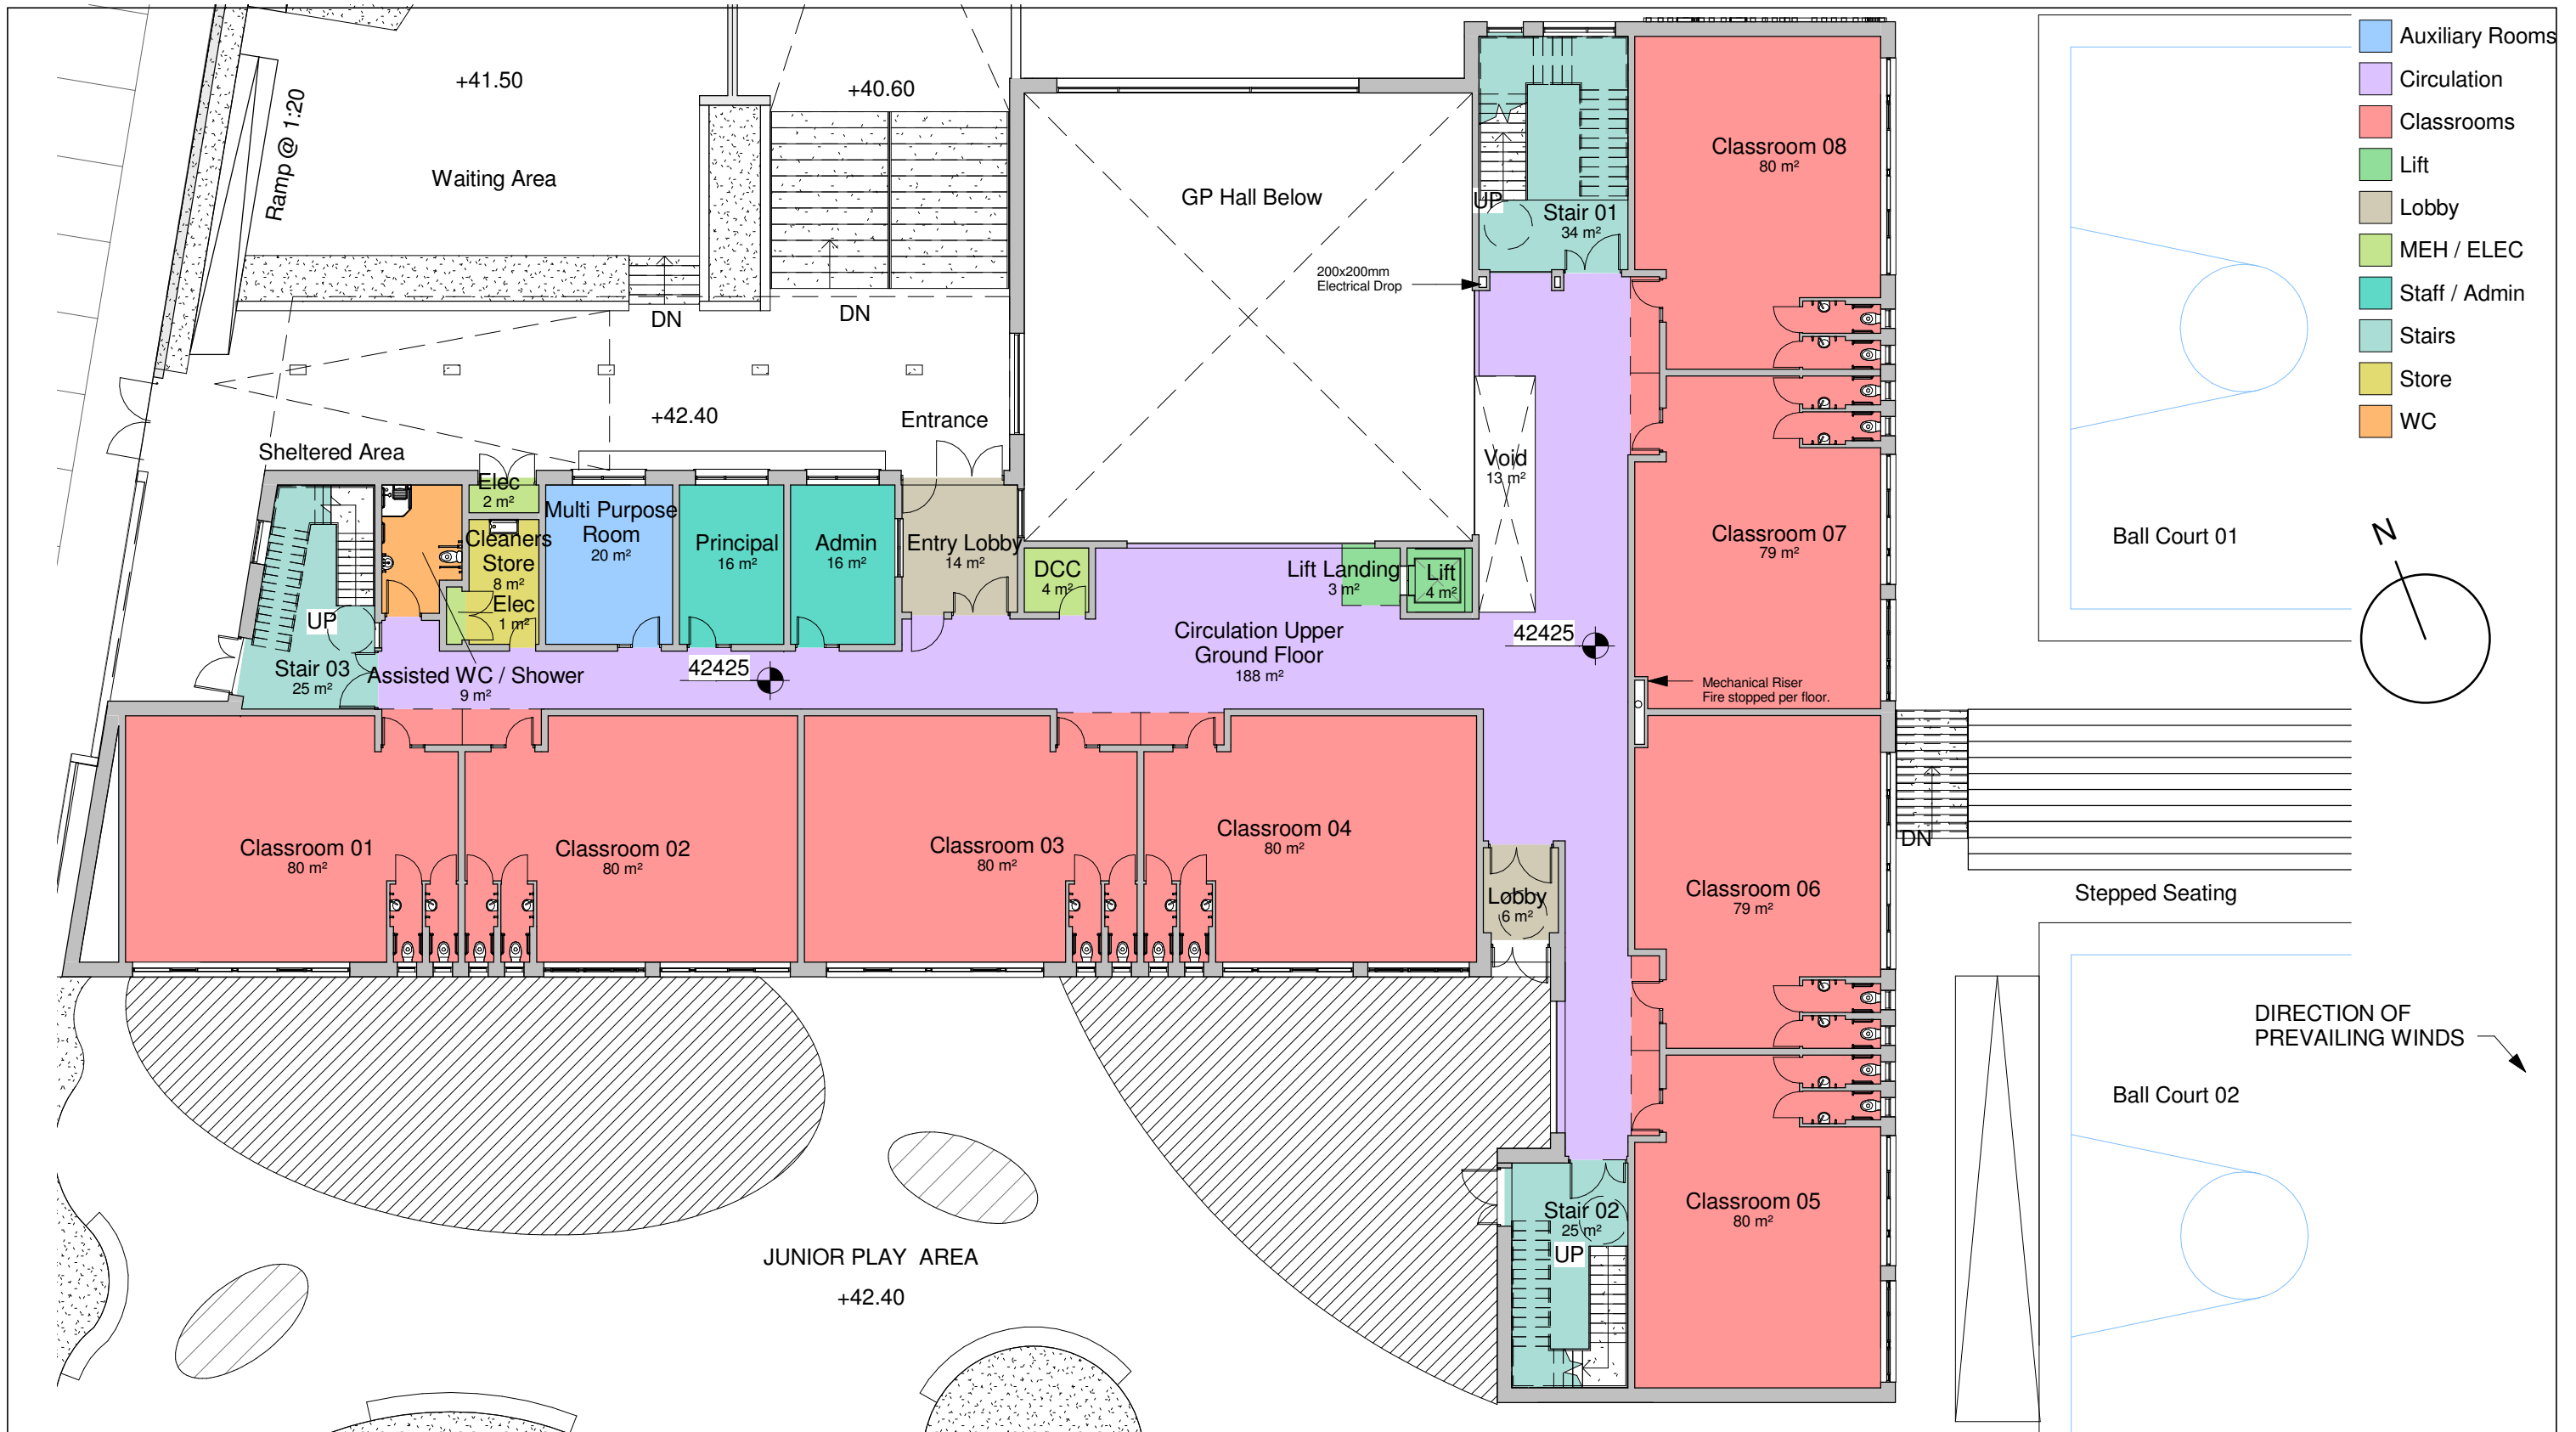 +41.50
+40.60
Ramp @ 1:20
Waiting Area
DN
DN
+42.40
Entrance
Sheltered Area
GP Hall Below
200x200mm
Electrical Drop
UP
Stair 01
34 m²
Classroom 08
80 m²
Void
13 m²
Classroom 07
79 m²
Elec
2 m²
Multi Purpose
Room
20 m²
Cleaners
Store
8 m²
Elec
1 m²
Principal
16 m²
Admin
16 m²
Entry Lobby
14 m²
DCC
4 m²
Lift Landing
3 m²
Lift
4 m²
UP
Stair 03
25 m²
Assisted WC / Shower
9 m²
42425
Circulation Upper
Ground Floor
188 m²
42425
Mechanical Riser
Fire stopped per floor.
Classroom 01
80 m²
Classroom 02
80 m²
Classroom 03
80 m²
Classroom 04
80 m²
Lobby
6 m²
Classroom 06
79 m²
Classroom 05
80 m²
Stair 02
25 m²
UP
JUNIOR PLAY AREA
+42.40
DN
Stepped Seating
Ball Court 01
Ball Court 02
N
DIRECTION OF
PREVAILING WINDS
Auxiliary Rooms
Circulation
Classrooms
Lift
Lobby
MEH / ELEC
Staff / Admin
Stairs
Store
WC